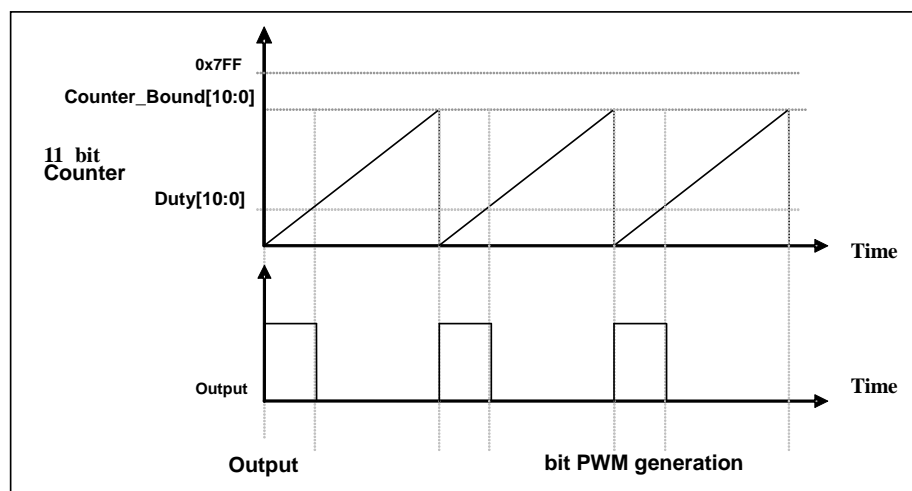 0x7FF
Counter_Bound[10:0]
11 bit
Counter
Duty[10:0]
Time
Output
Time
Output bit PWM generation